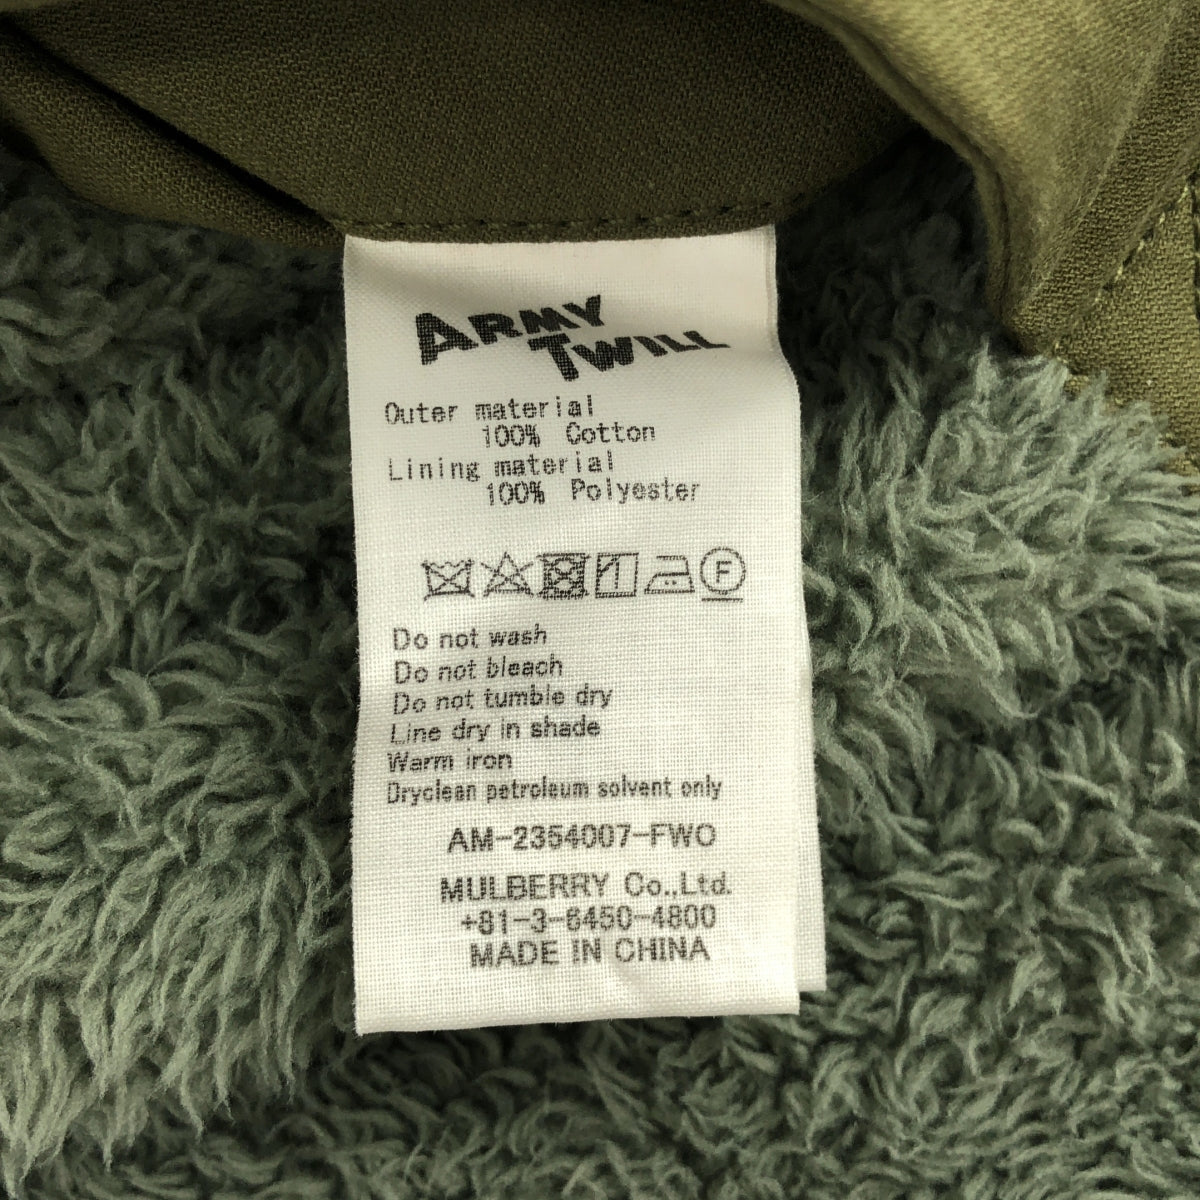 ARMY
TWILL
Outer material
100% Cotton
Lining material
100% Polyester
F
Do not wash
Do not bleach
Do not tumble dry
Line dry in shade
Warm iron
Dryclean petroleum solvent only
AM-2354007-FWO
MULBERRY Co.,Ltd.
+81-3-6450-4800
MADE IN CHINA